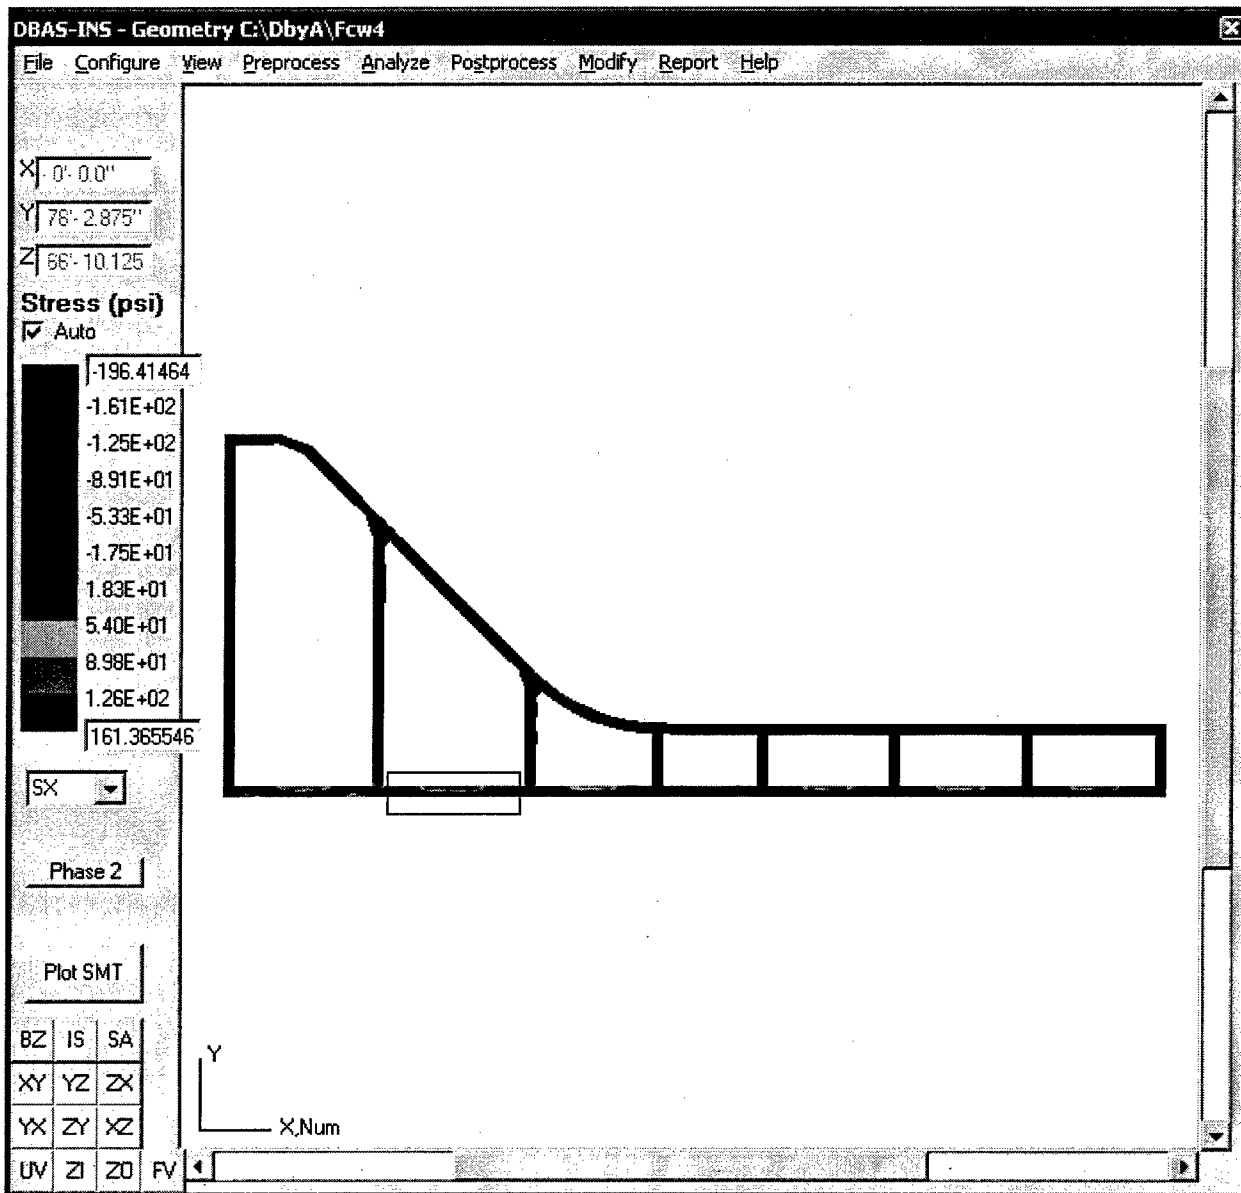 DBAS-INS - Geometry C:\DbyA\Fcw4
File Configure View Preprocess Analyze Postprocess Modify Report Help
X - 0'- 0.0"
Y 78'- 2.875"
Z 66'- 10.125
Stress (psi)
Auto
-196.41464
-1.61E+02
-1.25E+02
-8.91E+01
-5.33E+01
-1.75E+01
1.83E+01
5.40E+01
8.98E+01
1.26E+02
161.365546
SX
Phase 2
Plot SMT
BZ IS SA
XY YZ ZX
YX ZY XZ
UV ZI ZO FV
Y
X,Num